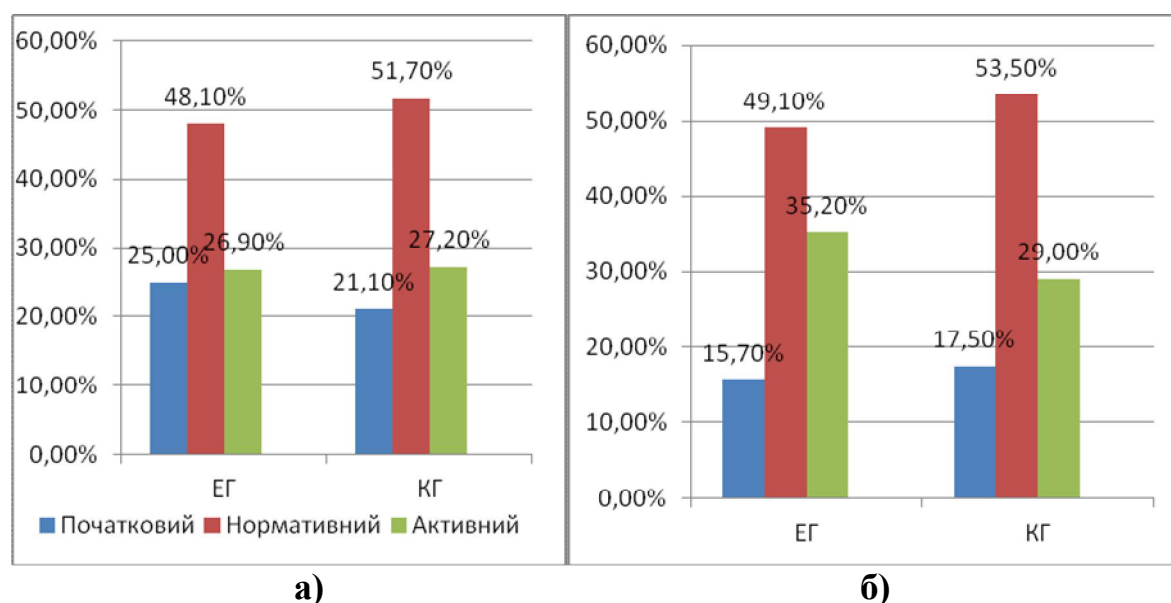 60,00%
50,00%
40,00%
30,00%
20,00%
10,00%
0,00%
48,10%
51,70%
25,00%
26,90%
21,10%
27,20%
ЕГ
КГ
Початковий
Нормативний
Активний
а)
60,00%
50,00%
40,00%
30,00%
20,00%
10,00%
0,00%
49,10%
53,50%
35,20%
29,00%
15,70%
17,50%
ЕГ
КГ
б)